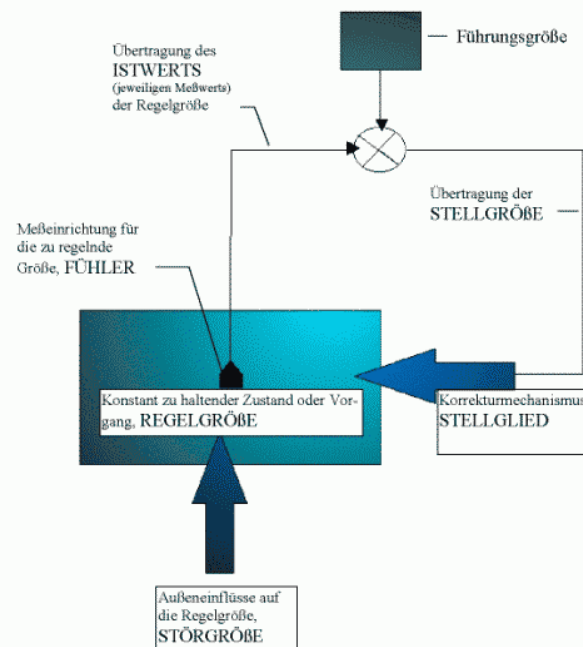 Führungsgröße
Übertragung des
ISTWERTS
(jeweiligen Meßwerts)
der Regelgröße
Übertragung der
STELLGRÖßE
Meßeinrichtung für
die zu regelnde
Größe, FÜHLER
Konstant zu haltender Zustand oder Vor-
gang, REGELGRÖßE
Korrekturmechanismus
STELLGLIED
Außeneinflüsse auf
die Regelgröße,
STÖRGRÖßE